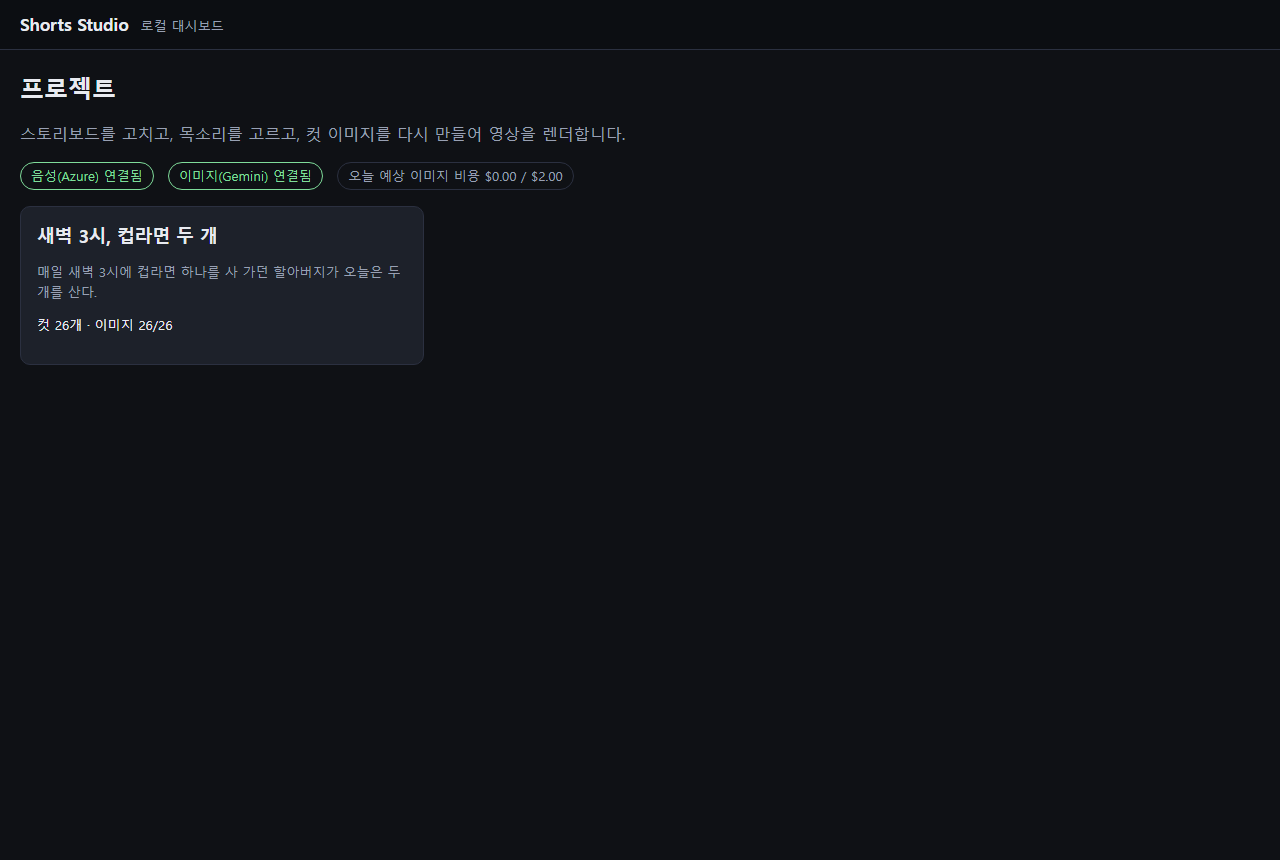 Shorts Studio 로컬 대시보드
프로젝트
스토리보드를 고치고, 목소리를 고르고, 컷 이미지를 다시 만들어 영상을 렌더합니다.
음성(Azure) 연결됨 이미지(Gemini) 연결됨 오늘 예상 이미지 비용 $0.00 / $2.00
새벽 3시, 컵라면 두 개
매일 새벽 3시에 컵라면 하나를 사 가던 할아버지가 오늘은 두
개를 산다.
컷 26개 · 이미지 26/26